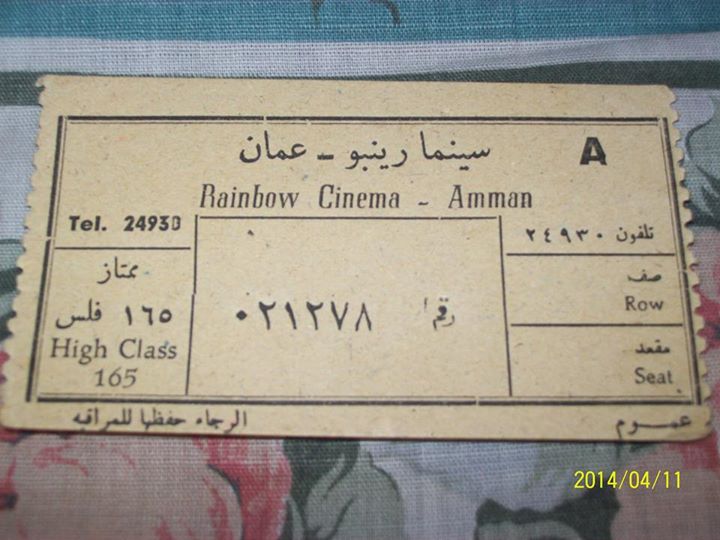 سينما رينبو - عمان A
Rainbow Cinema - Amman
Tel. 24930
تلفون ٢٤٩٣٠
ممتاز
١٦٥ فلس
High Class
165
رقم ٠٢١٢٧٨
صف
Row
مقعد
Seat
الرجاء حفظها للمراقبه
عموم
2014/04/11